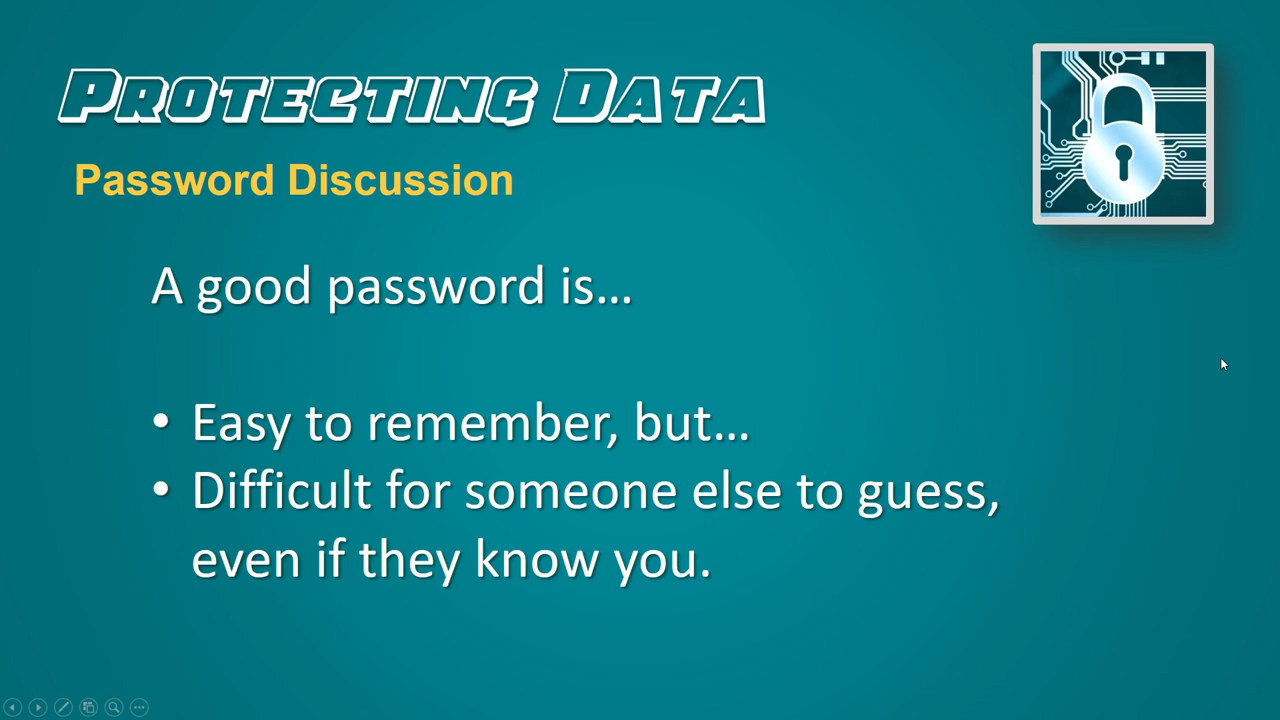 Protecting Data
Password Discussion
A good password is…
• Easy to remember, but…
• Difficult for someone else to guess,
even if they know you.